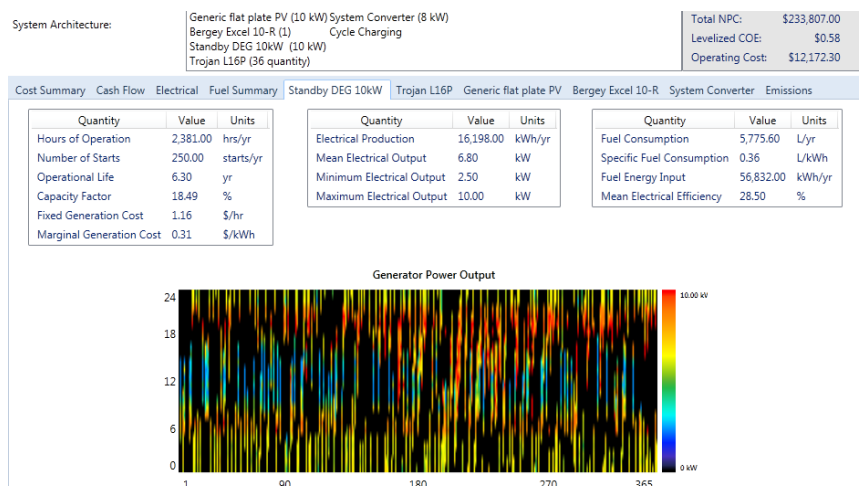 System Architecture:
Generic flat plate PV (10 kW) System Converter (8 kW)
Bergey Excel 10-R (1) Cycle Charging
Standby DEG 10kW (10 kW)
Trojan L16P (36 quantity)
Total NPC: $233,807.00
Levelized COE: $0.58
Operating Cost: $12,172.30
Cost Summary Cash Flow Electrical Fuel Summary Standby DEG 10kW Trojan L16P Generic flat plate PV Bergey Excel 10-R System Converter Emissions
Quantity Value Units
Hours of Operation 2,381.00 hrs/yr
Number of Starts 250.00 starts/yr
Operational Life 6.30 yr
Capacity Factor 18.49 %
Fixed Generation Cost 1.16 $/hr
Marginal Generation Cost 0.31 $/kWh
Quantity Value Units
Electrical Production 16,198.00 kWh/yr
Mean Electrical Output 6.80 kW
Minimum Electrical Output 2.50 kW
Maximum Electrical Output 10.00 kW
Quantity Value Units
Fuel Consumption 5,775.60 L/yr
Specific Fuel Consumption 0.36 L/kWh
Fuel Energy Input 56,832.00 kWh/yr
Mean Electrical Efficiency 28.50 %
Generator Power Output
24
18
12
6
0
10.00 kW
0 kW
1 90 180 270 365